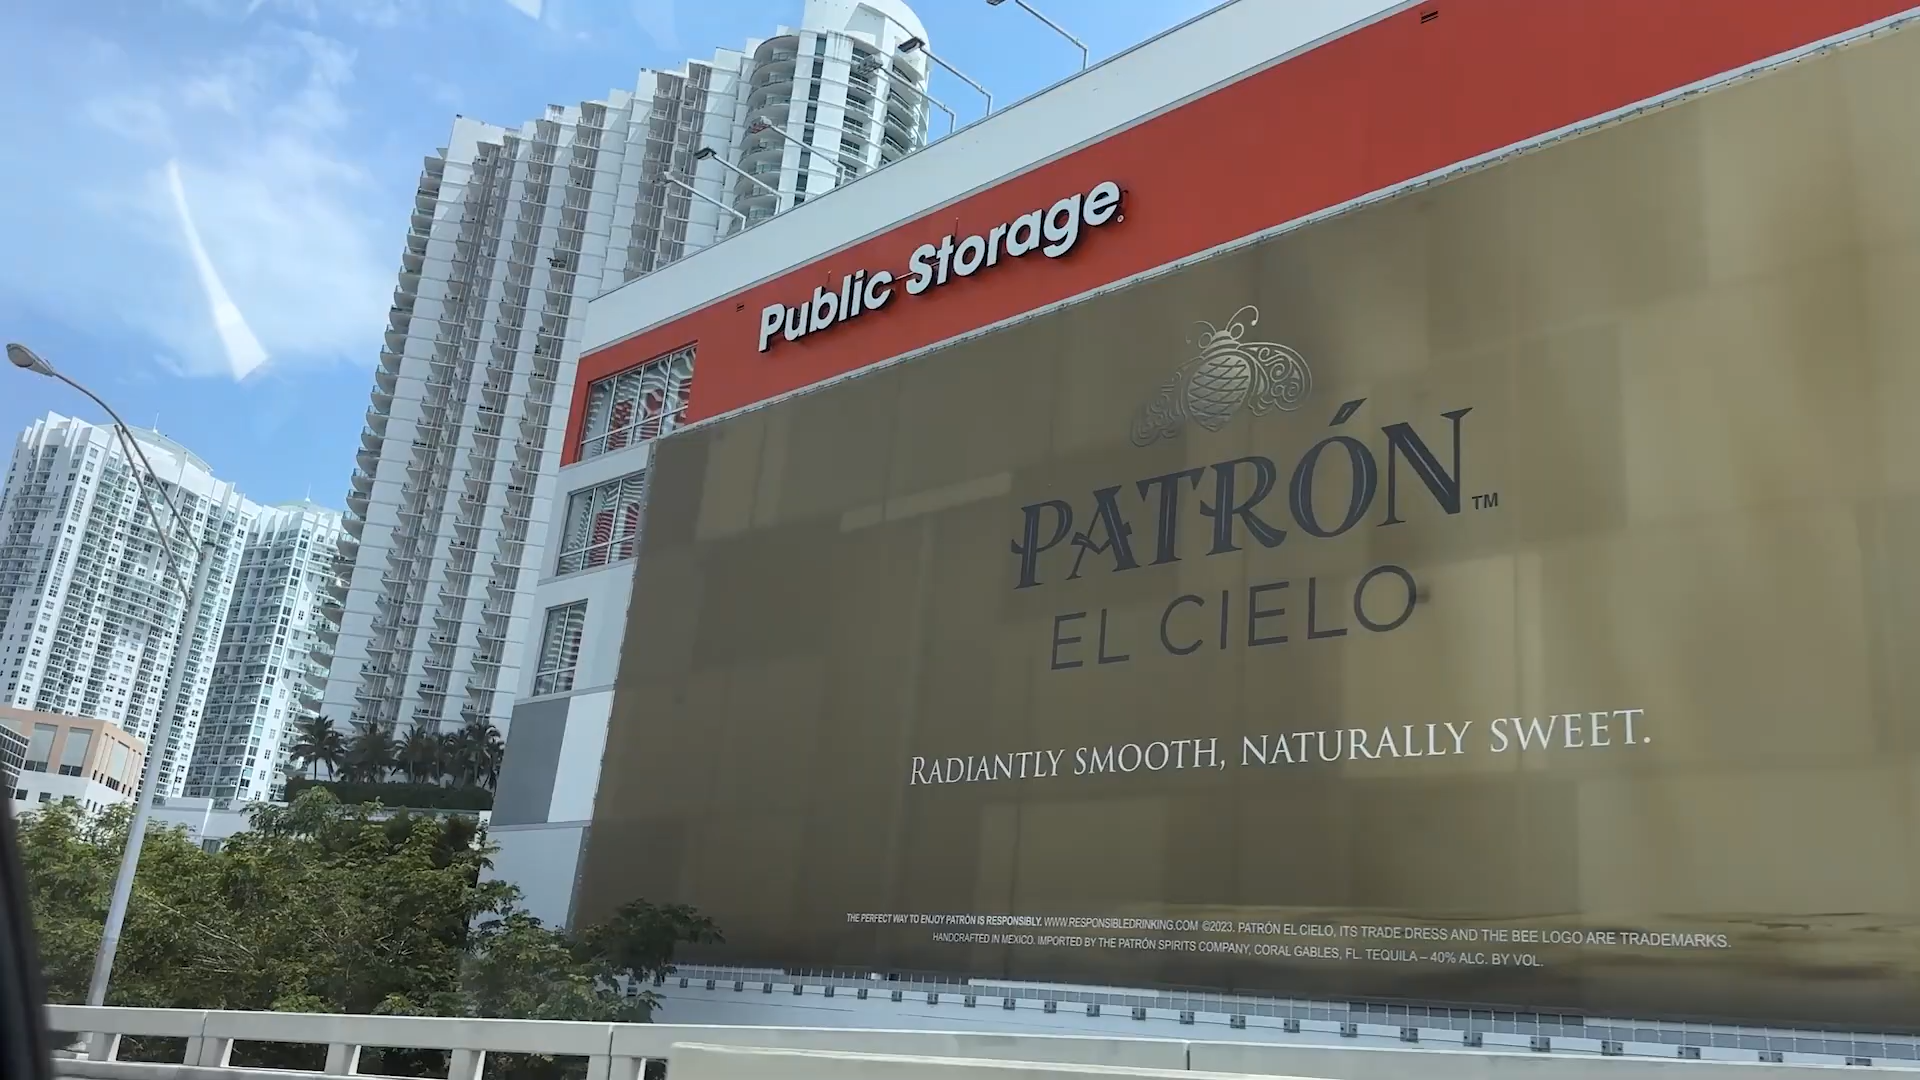 Public Storage
PATRÓN™
EL CIELO
RADIANTLY SMOOTH, NATURALLY SWEET.
THE PERFECT WAY TO ENJOY PATRÓN IS RESPONSIBLY. WWW.RESPONSIBLEDRINKING.COM ©2023. PATRÓN EL CIELO, ITS TRADE DRESS AND THE BEE LOGO ARE TRADEMARKS.
HANDCRAFTED IN MEXICO. IMPORTED BY THE PATRÓN SPIRITS COMPANY, CORAL GABLES, FL. TEQUILA – 40% ALC. BY VOL.